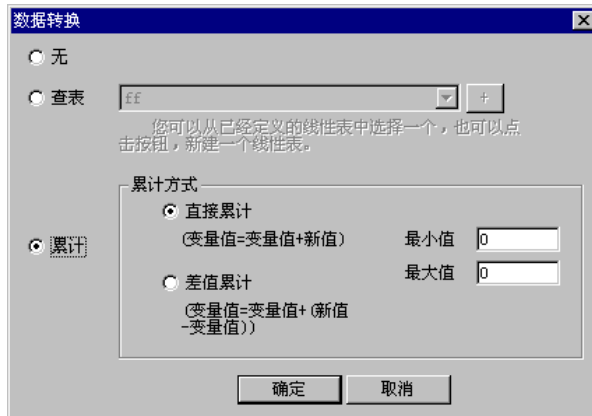 数据转换
无
查表
ff
+
您可以从已经定义的线性表中选择一个，也可以点
击按钮，新建一个线性表。
累计方式
累计
直接累计
(变量值=变量值+新值)
最小值 0
最大值 0
差值累计
(变量值=变量值+(新值
-变量值))
确定 取消